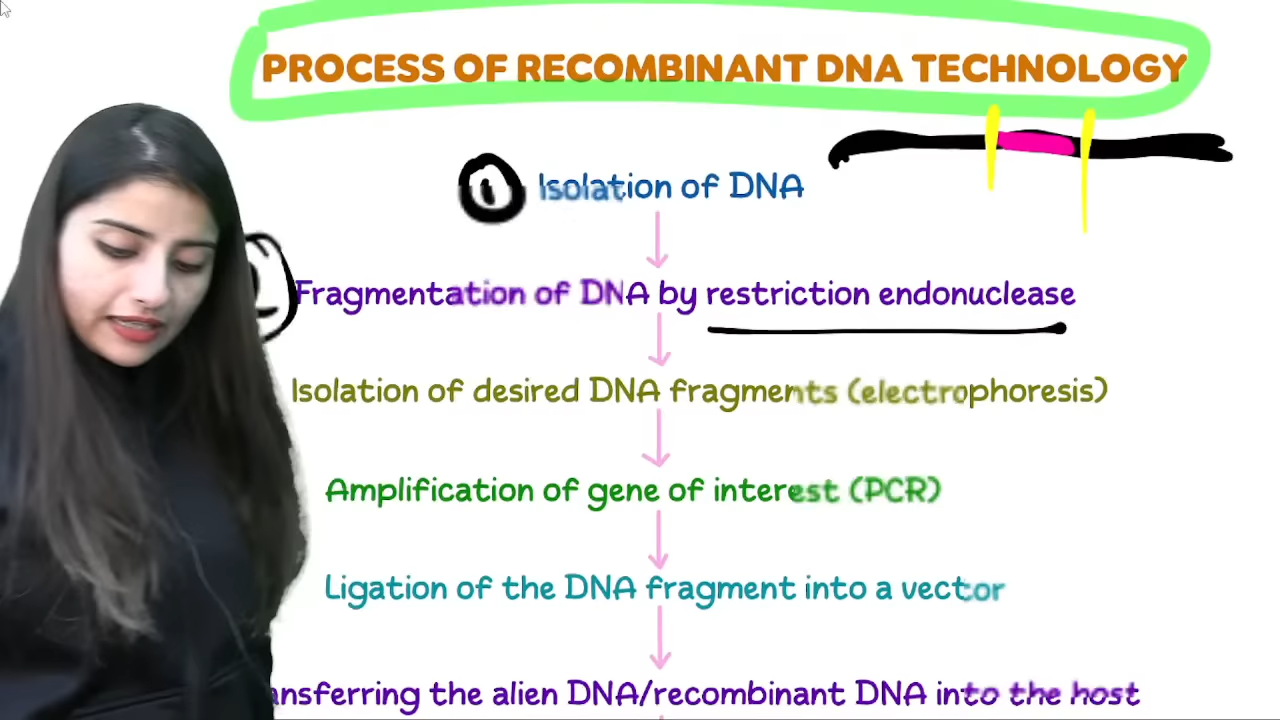 PROCESS OF RECOMBINANT DNA TECHNOLOGY
1 Isolation of DNA
Fragmentation of DNA by restriction endonuclease
Isolation of desired DNA fragments (electrophoresis)
Amplification of gene of interest (PCR)
Ligation of the DNA fragment into a vector
ansferring the alien DNA/recombinant DNA into the host